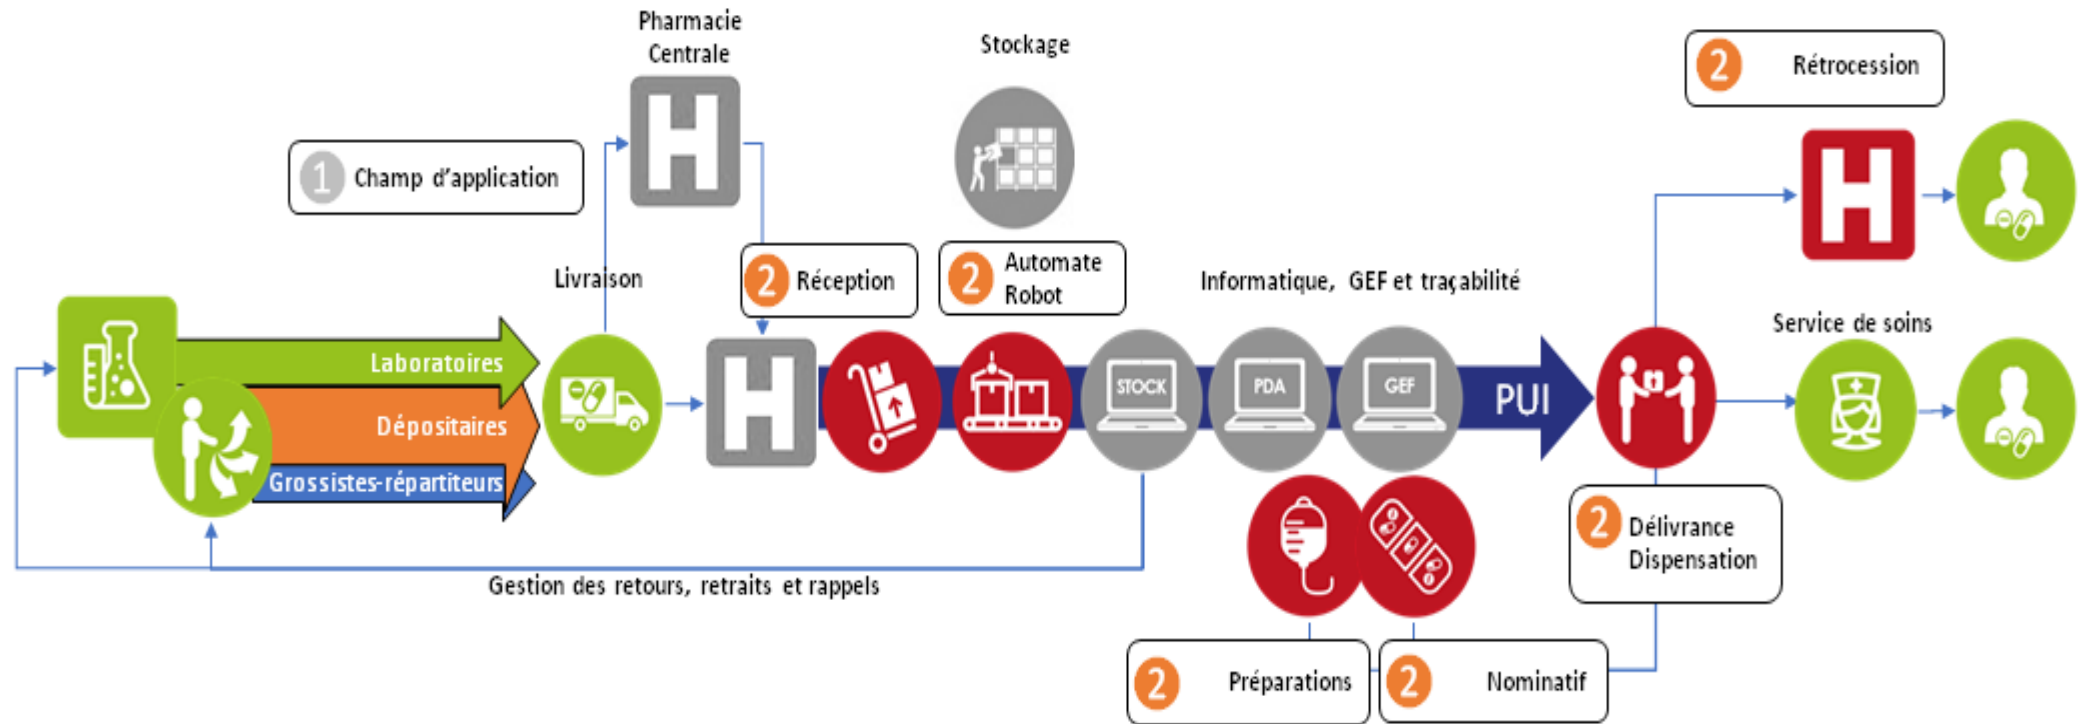 Pharmacie
Centrale
H
Stockage
2 Rétrocession
H
1 Champ d'application
Livraison
2 Réception
2 Automate
Robot
Informatique, GEF et traçabilité
Service de soins
Laboratoires
Dépositaires
Grossistes-répartiteurs
H
STOCK
PDA
GEF
PUI
2 Délivrance
Dispensation
Gestion des retours, retraits et rappels
2 Préparations
2 Nominatif